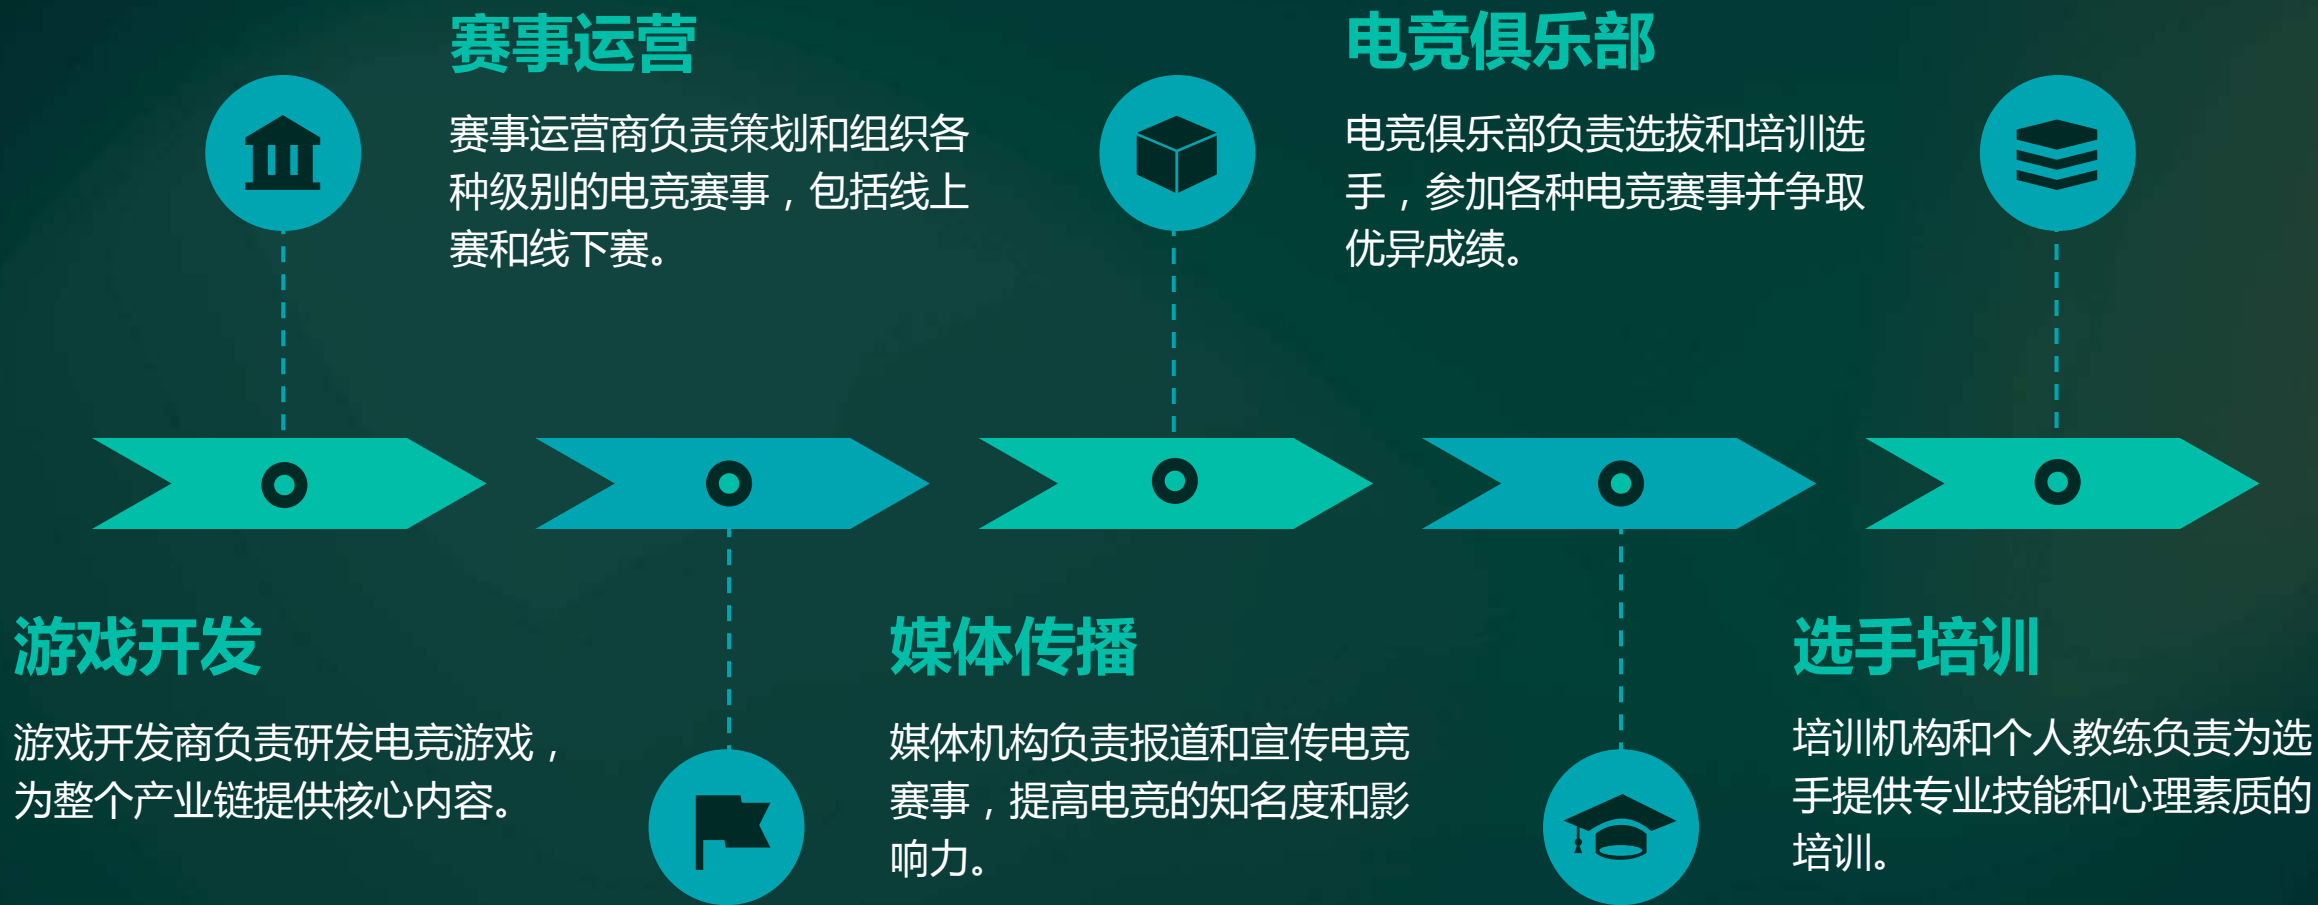 赛事运营
赛事运营商负责策划和组织各
种级别的电竞赛事，包括线上
赛和线下赛。
电竞俱乐部
电竞俱乐部负责选拔和培训选
手，参加各种电竞赛事并争取
优异成绩。
游戏开发
游戏开发商负责研发电竞游戏，
为整个产业链提供核心内容。
媒体传播
媒体机构负责报道和宣传电竞
赛事，提高电竞的知名度和影
响力。
选手培训
培训机构和个人教练负责为选
手提供专业技能和心理素质的
培训。